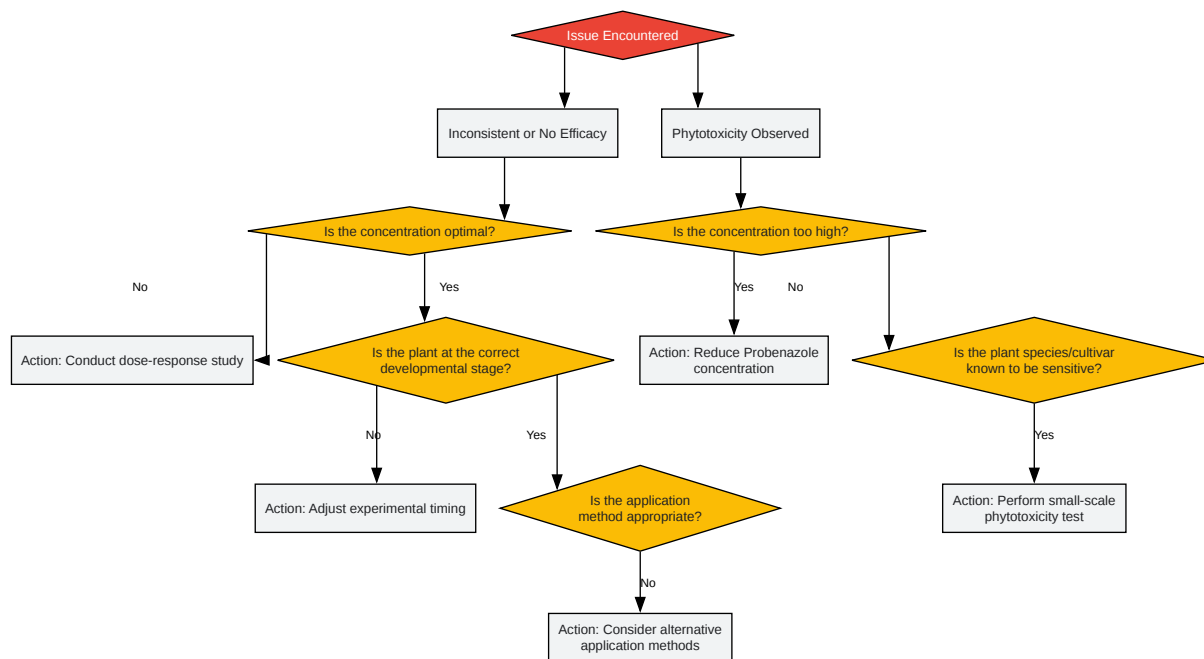 Issue Encountered
Inconsistent or No Efficacy
Phytotoxicity Observed
Is the concentration optimal?
Is the concentration too high?
No
Yes
Yes
No
Action: Conduct dose-response study
Is the plant at the correct
developmental stage?
Action: Reduce Probenazole
concentration
Is the plant species/cultivar
known to be sensitive?
No
Yes
Yes
Action: Adjust experimental timing
Is the application
method appropriate?
Action: Perform small-scale
phytotoxicity test
No
Action: Consider alternative
application methods